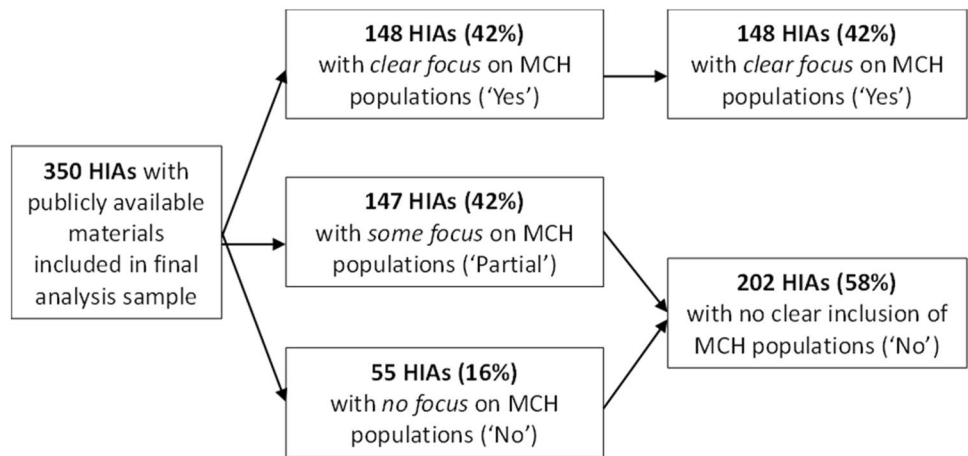 350 HIAs with
publicly available
materials
included in final
analysis sample
148 HIAs (42%)
with clear focus on MCH
populations (‘Yes’)
147 HIAs (42%)
with some focus on MCH
populations (‘Partial’)
55 HIAs (16%)
with no focus on MCH
populations (‘No’)
148 HIAs (42%)
with clear focus on MCH
populations (‘Yes’)
202 HIAs (58%)
with no clear inclusion of
MCH populations (‘No’)